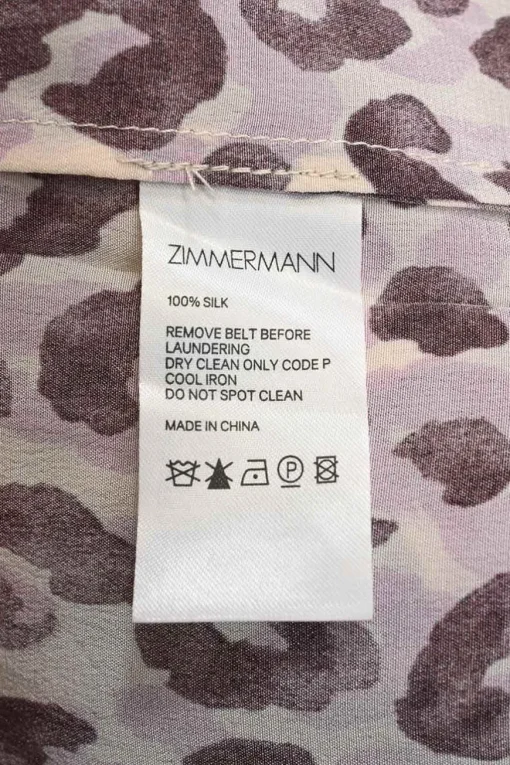 ZIMMERMANN
100% SILK
REMOVE BELT BEFORE
LAUNDERING
DRY CLEAN ONLY CODE P
COOL IRON
DO NOT SPOT CLEAN
MADE IN CHINA
P